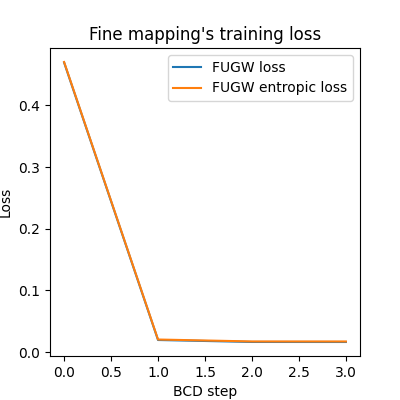 Fine mapping's training loss
FUGW loss
FUGW entropic loss
Loss
0.4
0.3
0.2
0.1
0.0
0.0 0.5 1.0 1.5 2.0 2.5 3.0
BCD step